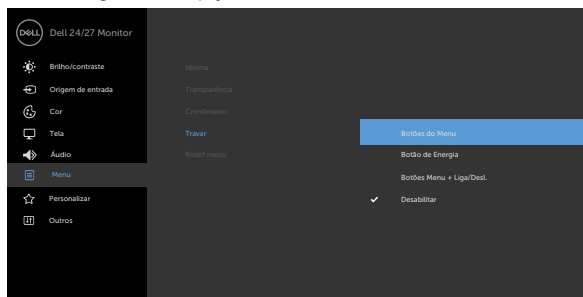 DELL
Dell 24/27 Monitor
Brilho/contraste
Origem de entrada
Cor
Tela
Áudio
Menu
Personalizar
Outros
Idioma
Transparência
Cronômetro
Travar
Redef menu
Botões do Menu
Botão de Energia
Botões Menu + Liga/Desl.
Desabilitar